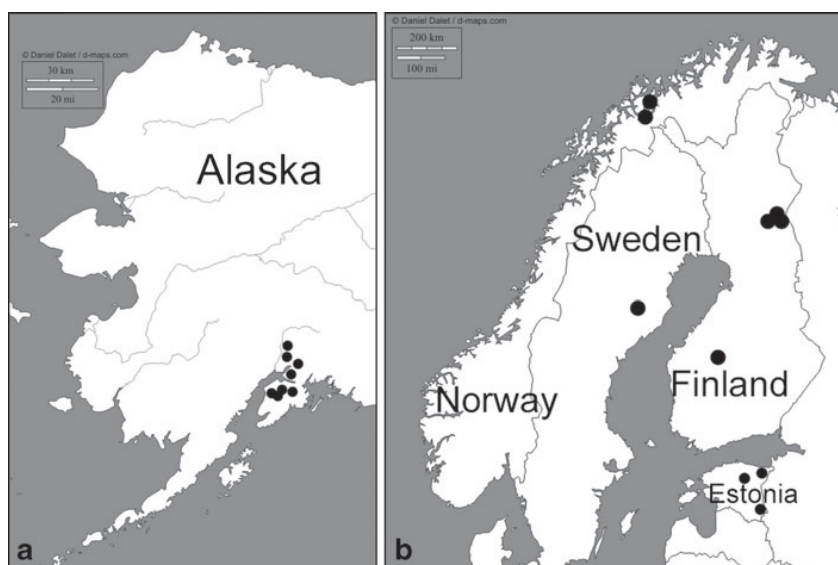 © Daniel Dalet / d-maps.com
30 km
20 mi
Alaska
a
© Daniel Dalet / d-maps.com
200 km
100 mi
Sweden
Norway
Finland
Estonia
b